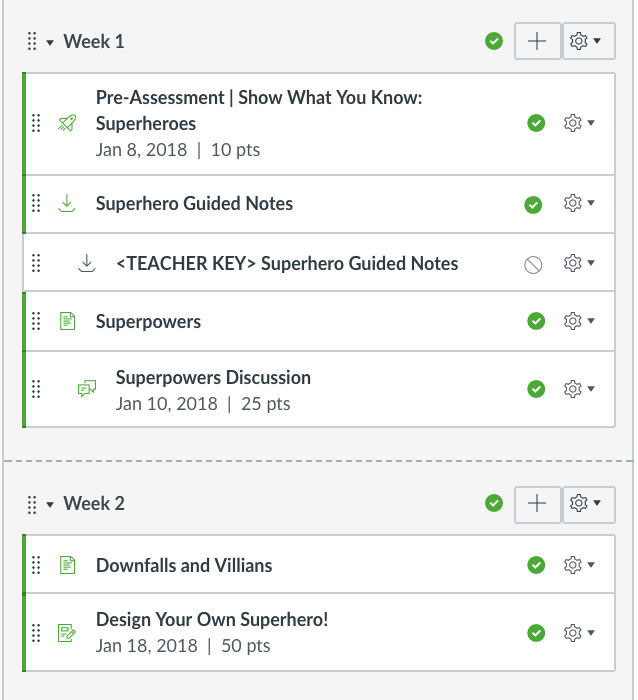 Week 1
Pre-Assessment | Show What You Know:
Superheroes
Jan 8, 2018 | 10 pts
Superhero Guided Notes
<TEACHER KEY> Superhero Guided Notes
Superpowers
Superpowers Discussion
Jan 10, 2018 | 25 pts
Week 2
Downfalls and Villians
Design Your Own Superhero!
Jan 18, 2018 | 50 pts